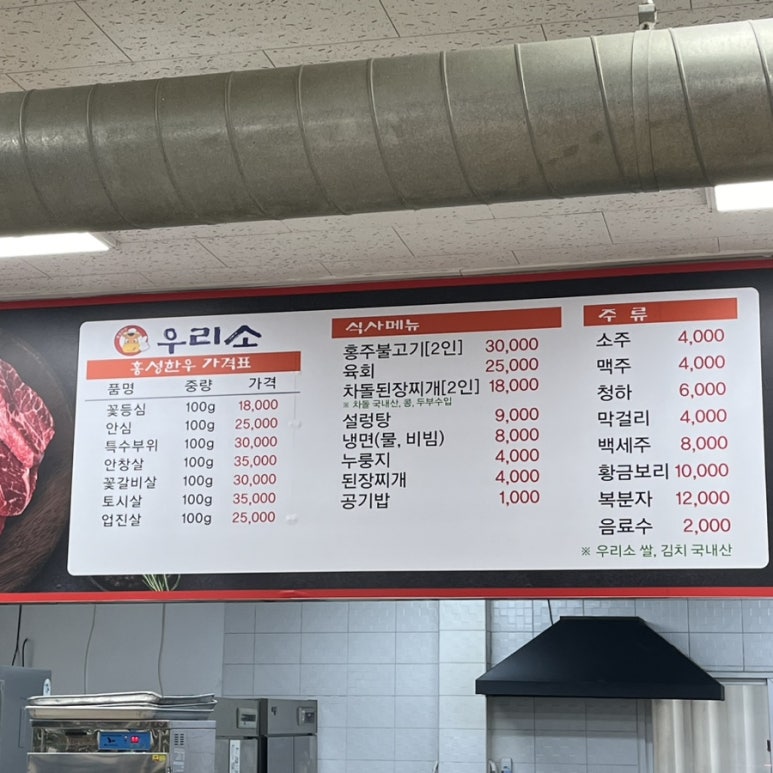 우리소
홍성한우 가격표
품명 중량 가격
꽃등심 100g 18,000
안심 100g 25,000
특수부위 100g 30,000
안창살 100g 35,000
꽃갈비살 100g 30,000
토시살 100g 35,000
업진살 100g 25,000
식사메뉴
홍주불고기[2인] 30,000
육회 25,000
차돌된장찌개[2인] 18,000
※ 차돌 국내산, 콩, 두부수입
설렁탕 9,000
냉면(물, 비빔) 8,000
누룽지 4,000
된장찌개 4,000
공기밥 1,000
주 류
소주 4,000
맥주 4,000
청하 6,000
막걸리 4,000
백세주 8,000
황금보리 10,000
복분자 12,000
음료수 2,000
※ 우리소 쌀, 김치 국내산